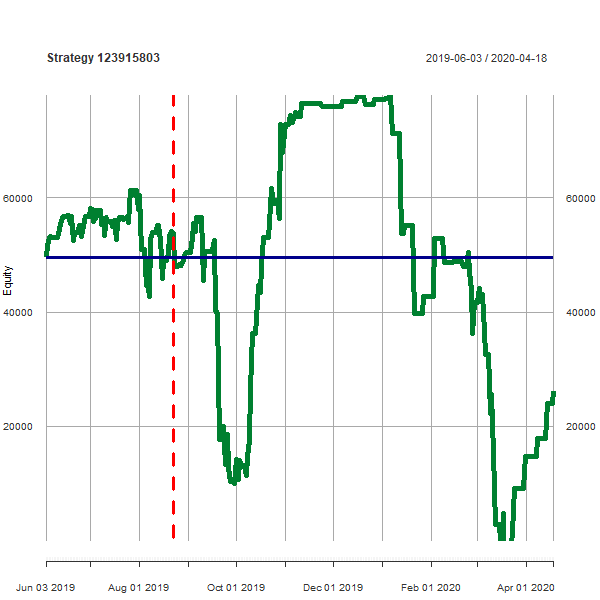 Strategy 123915803
2019-06-03 / 2020-04-18
60000
60000
Equity
40000
40000
20000
20000
Jun 03 2019
Aug 01 2019
Oct 01 2019
Dec 01 2019
Feb 01 2020
Apr 01 2020